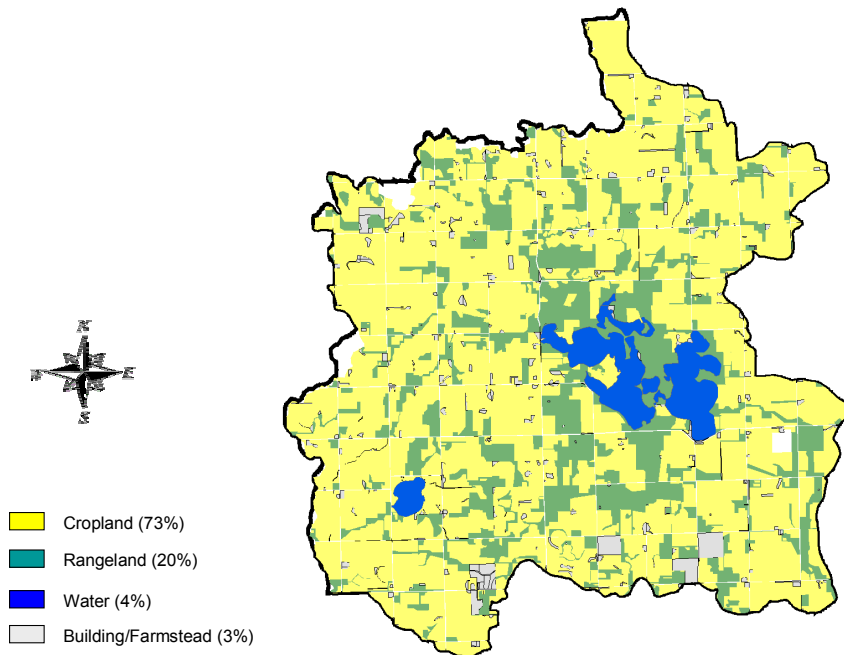 N
W
E
S
Cropland (73%)
Rangeland (20%)
Water (4%)
Building/Farmstead (3%)